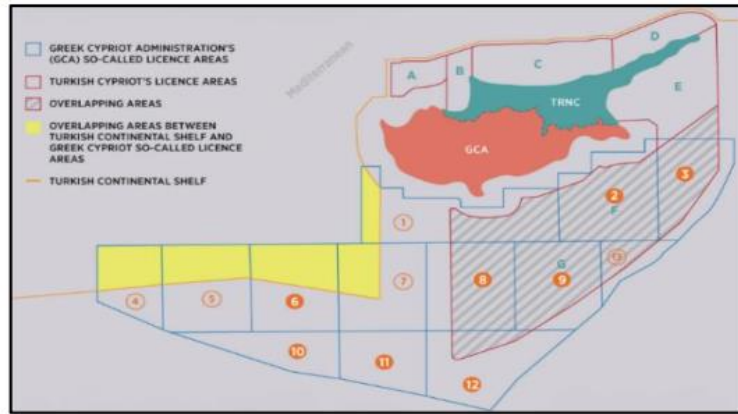 GREEK CYPRIOT ADMINISTRATION'S
(GCA) SO-CALLED LICENCE AREAS
TURKISH CYPRIOT'S LICENCE AREAS
OVERLAPPING AREAS
OVERLAPPING AREAS BETWEEN
TURKISH CONTINENTAL SHELF AND
GREEK CYPRIOT SO-CALLED LICENCE
AREAS
TURKISH CONTINENTAL SHELF
Mediterranean
A
B
C
D
E
TRNC
GCA
1
2
F
3
4
5
6
7
8
G
9
13
10
11
12